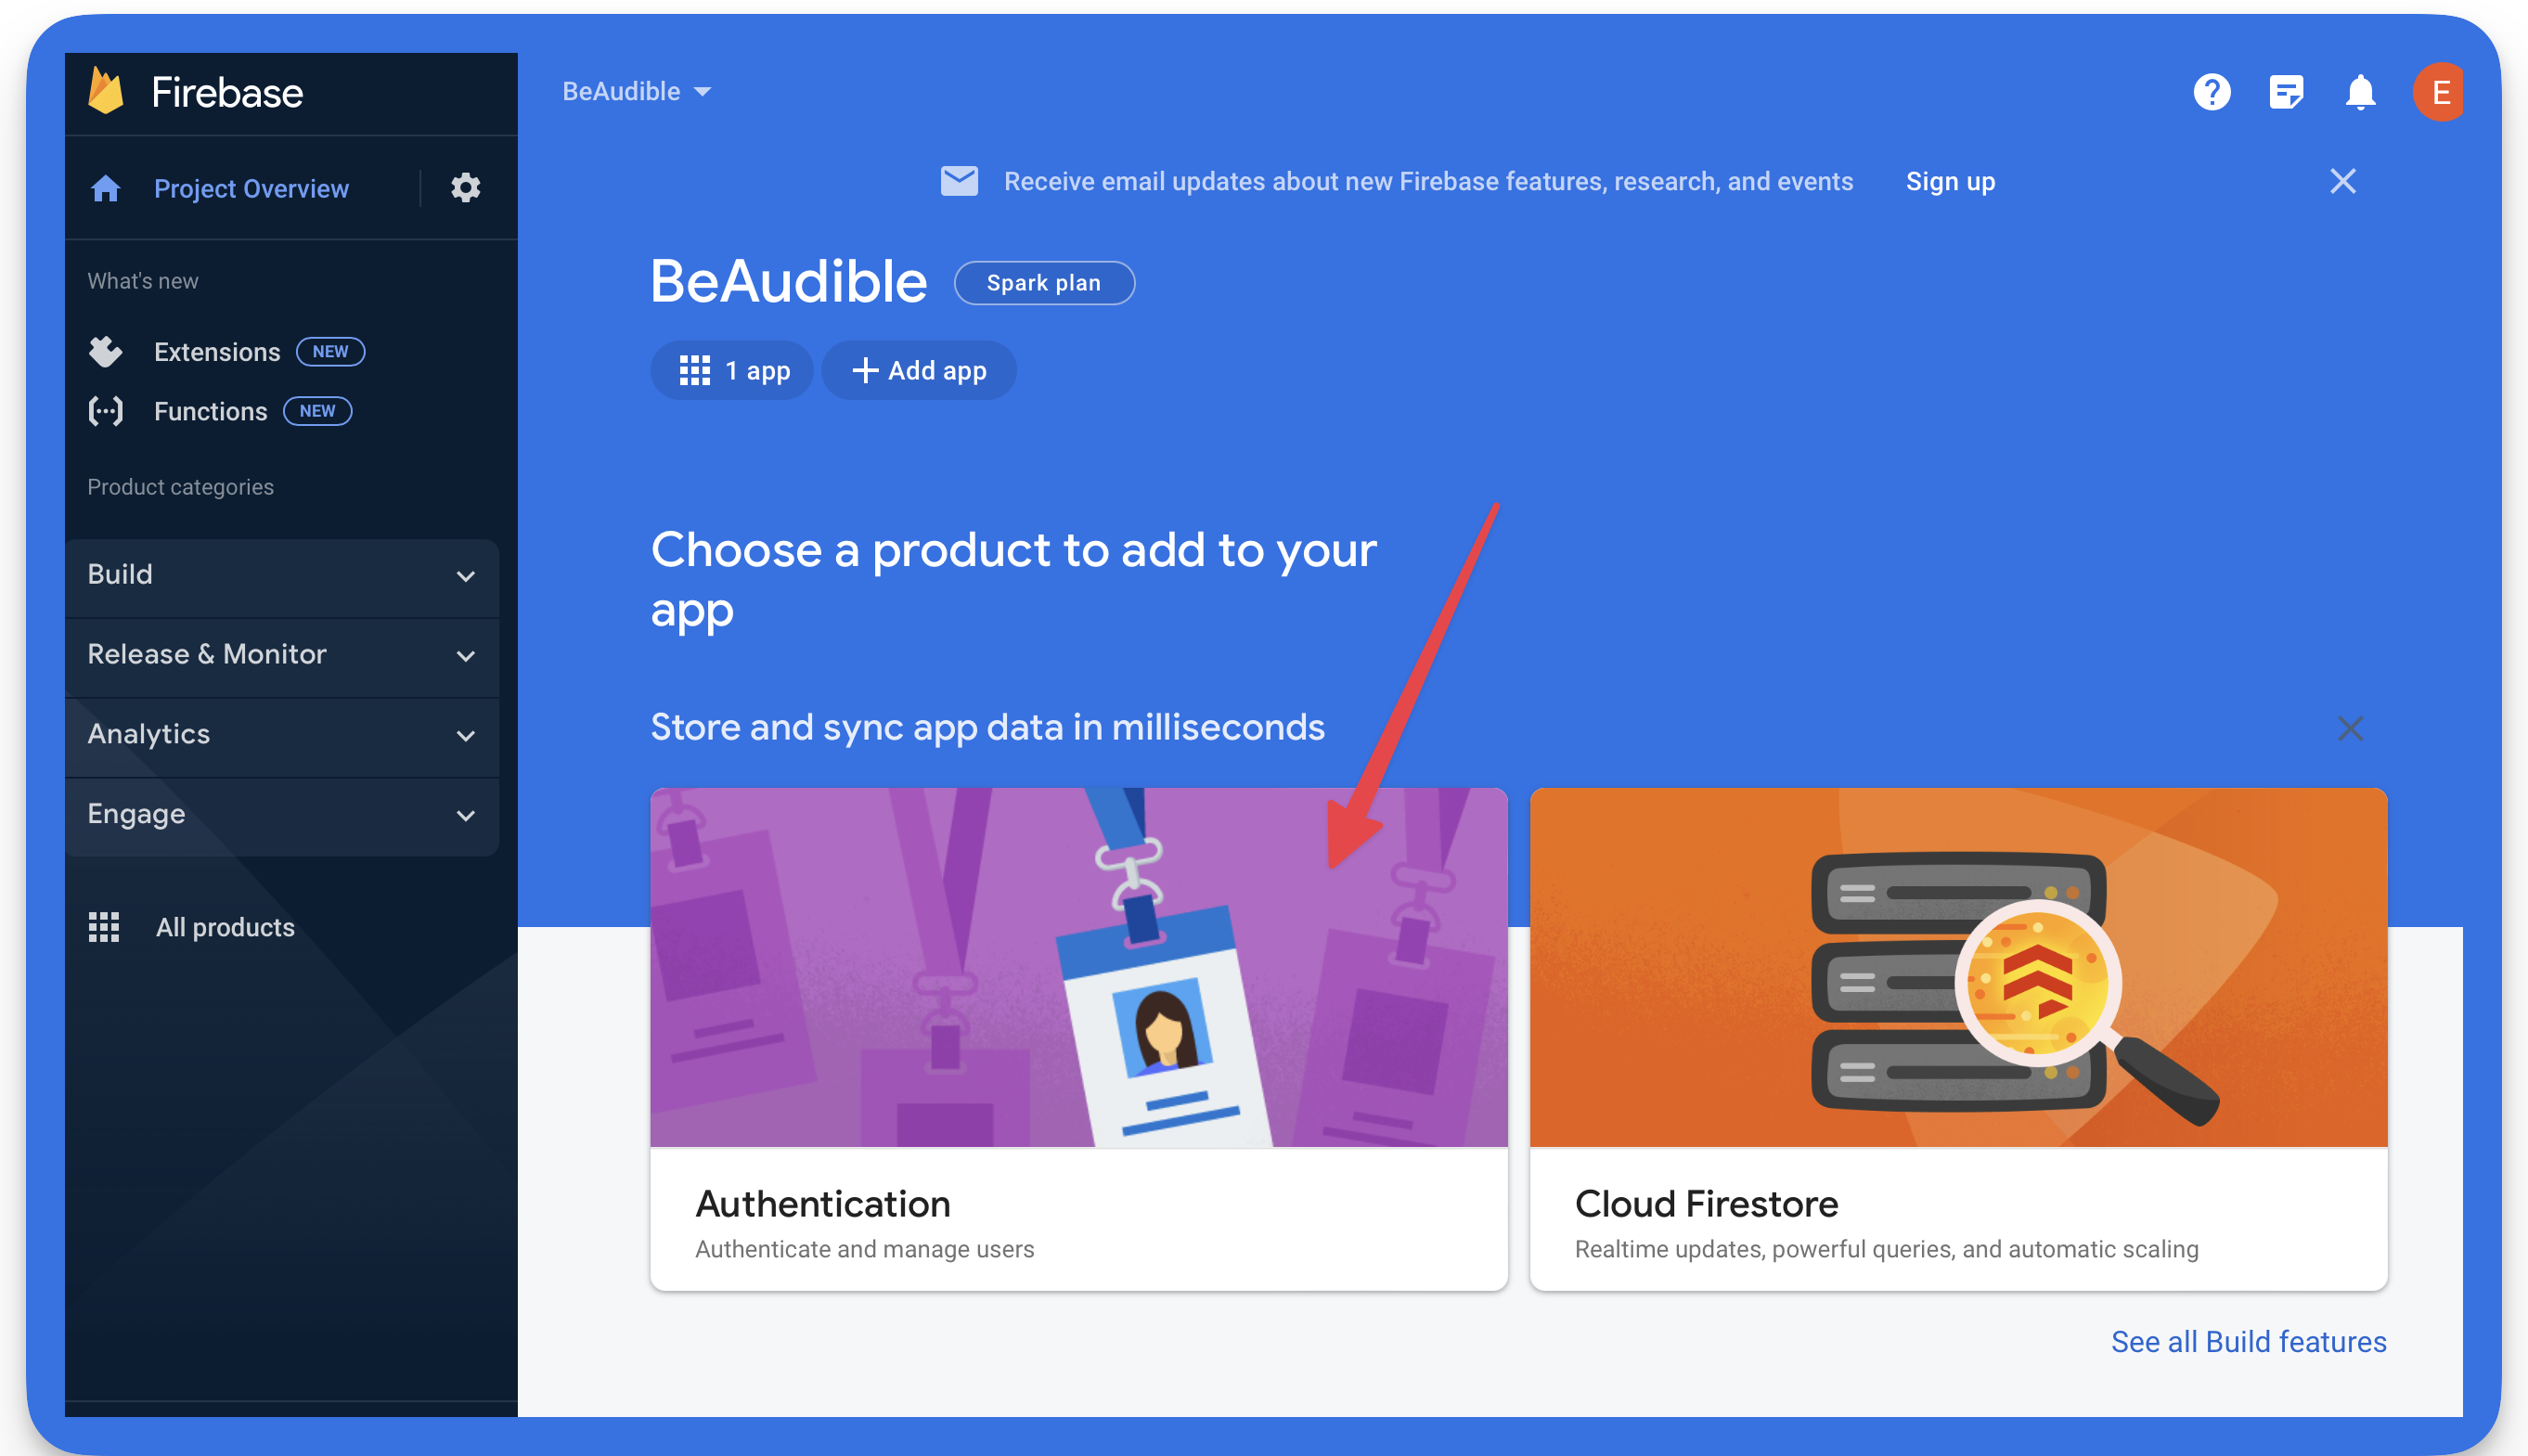 Firebase
BeAudible
E
Project Overview
Receive email updates about new Firebase features, research, and events Sign up
What's new
BeAudible Spark plan
Extensions NEW
1 app Add app
Functions NEW
Product categories
Choose a product to add to your
app
Build
Release & Monitor
Analytics
Engage
Store and sync app data in milliseconds
All products
Authentication
Authenticate and manage users
Cloud Firestore
Realtime updates, powerful queries, and automatic scaling
See all Build features